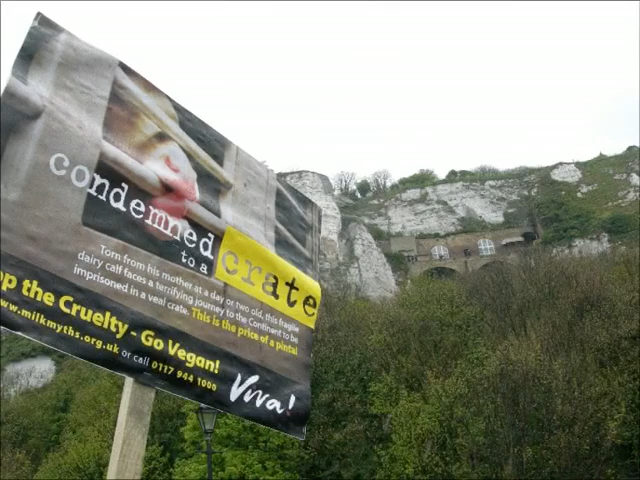 condemned
to a
crate
Torn from his mother at a day or two old, this fragile
dairy calf faces a terrifying journey to the Continent to be
imprisoned in a veal crate. This is the price of a pinta!
op the Cruelty - Go Vegan!
www.milkmyths.org.uk or call 0117 944 1000
Viva!